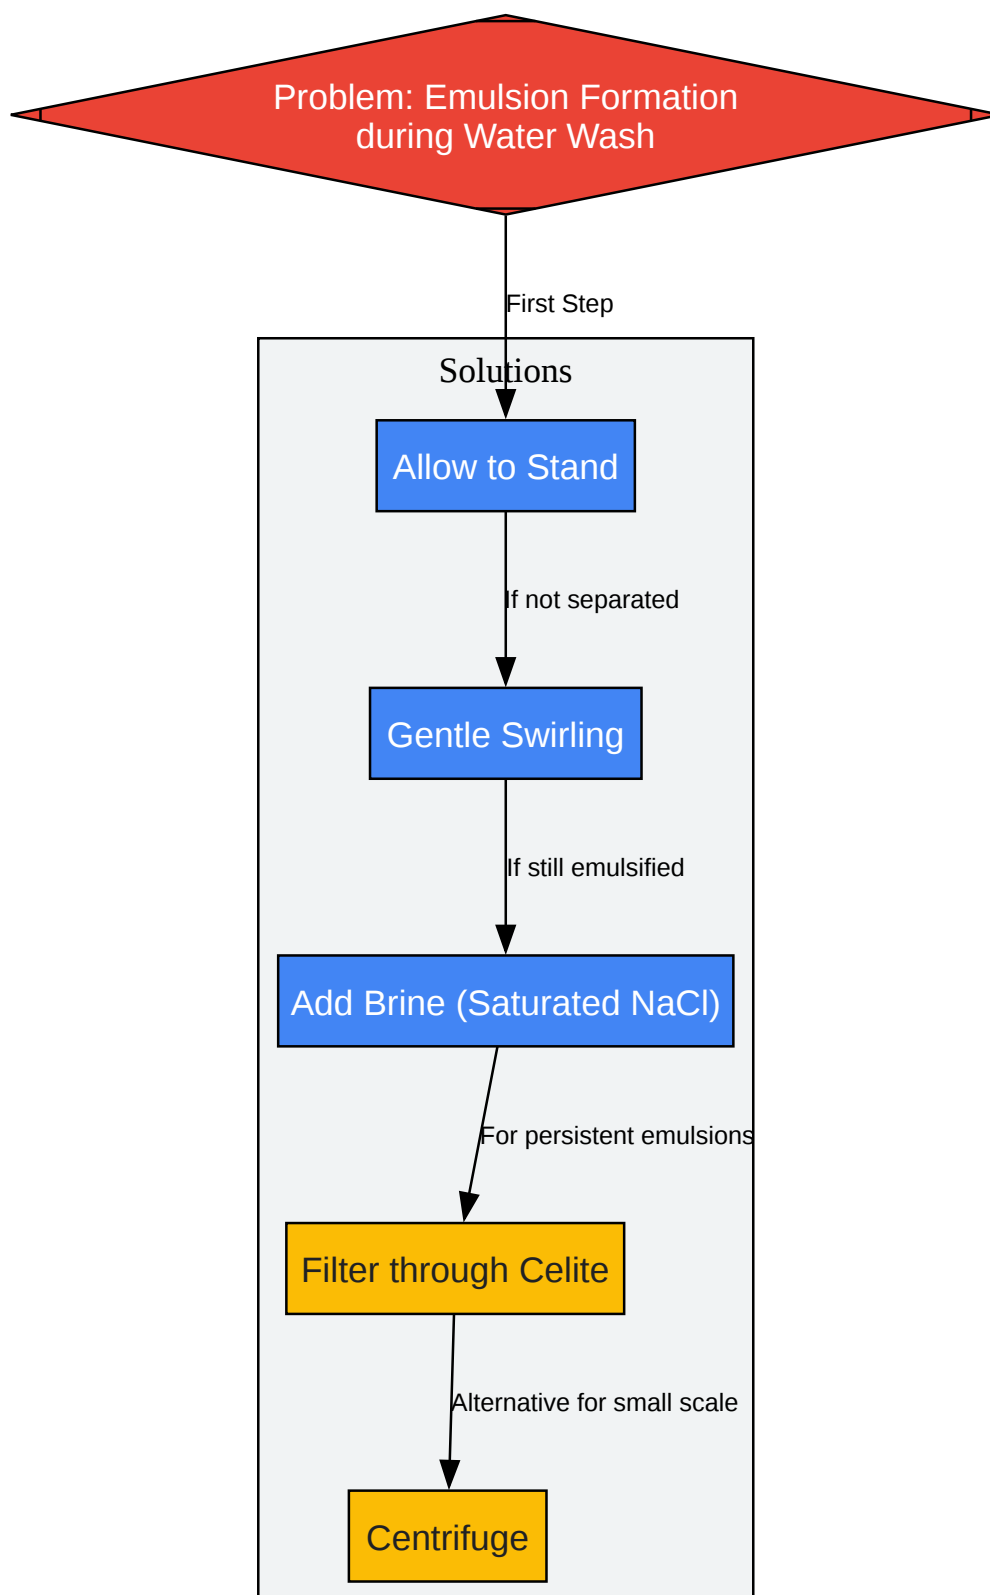 Problem: Emulsion Formation
during Water Wash
First Step
Solutions
Allow to Stand
If not separated
Gentle Swirling
If still emulsified
Add Brine (Saturated NaCl)
For persistent emulsions
Filter through Celite
Alternative for small scale
Centrifuge